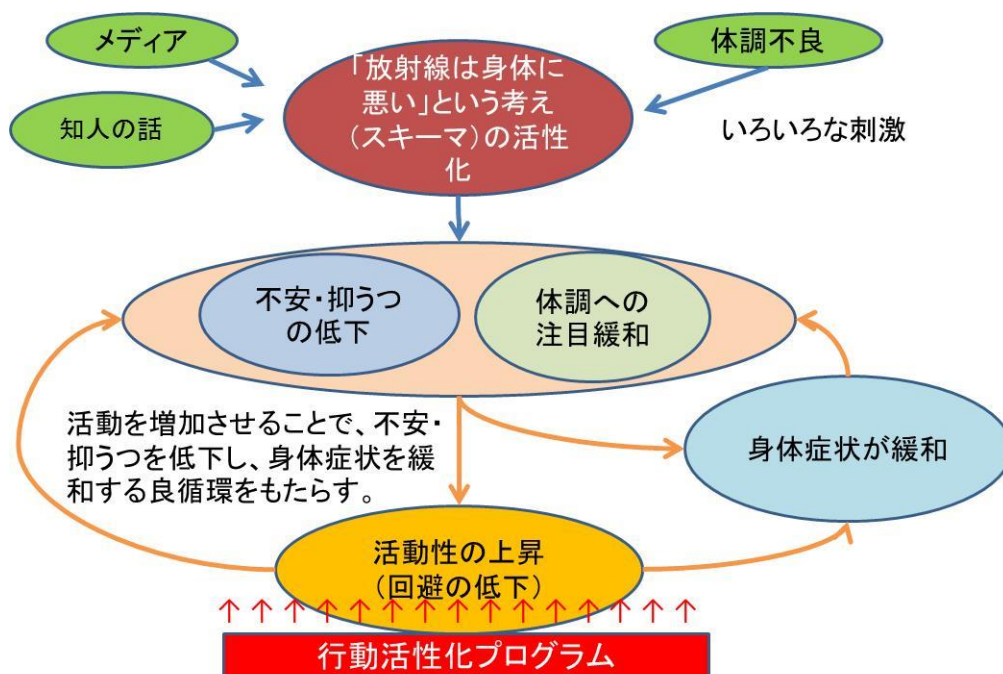 メディア
体調不良
「放射線は身体に
悪い」という考え
(スキーマ)の活性
化
知人の話
いろいろな刺激
不安・抑うつ
の低下
体調への
注目緩和
活動を増加させることで、不安・
抑うつを低下し、身体症状を緩
和する良循環をもたらす。
身体症状が緩和
活動性の上昇
(回避の低下)
行動活性化プログラム